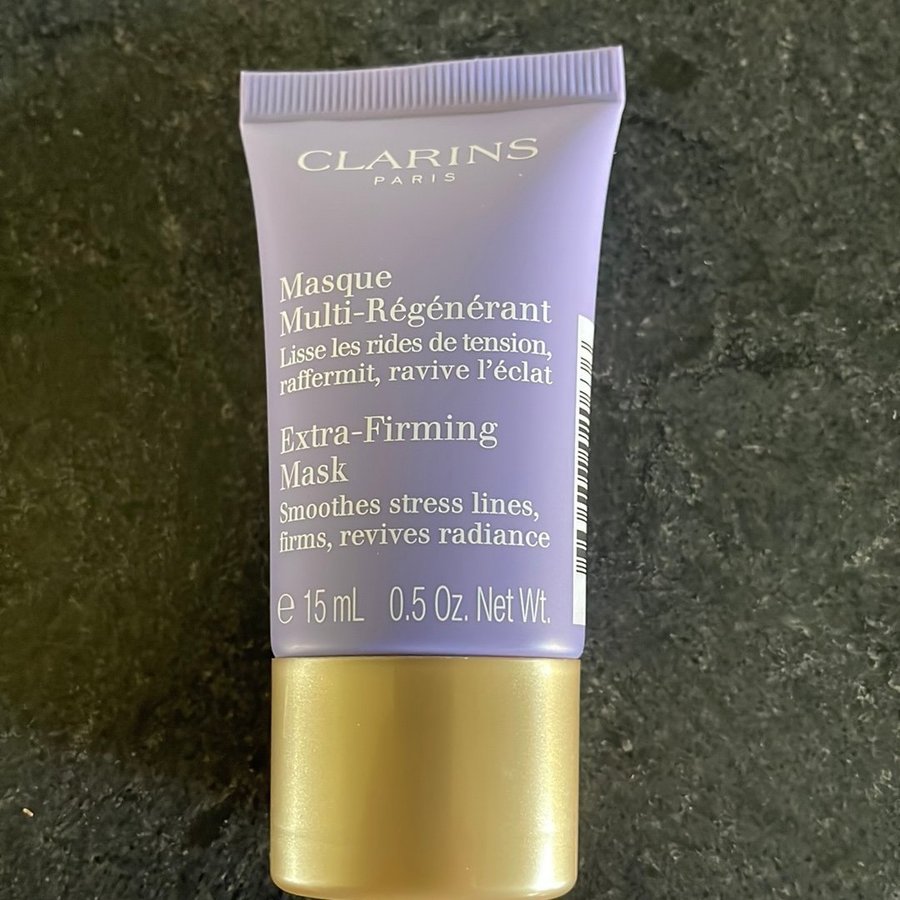 CLARINS
PARIS
Masque
Multi-Régénérant
Lisse les rides de tension,
raffermit, ravive l'éclat
Extra-Firming
Mask
Smoothes stress lines,
firms, revives radiance
℮ 15 mL 0.5 Oz. Net Wt.